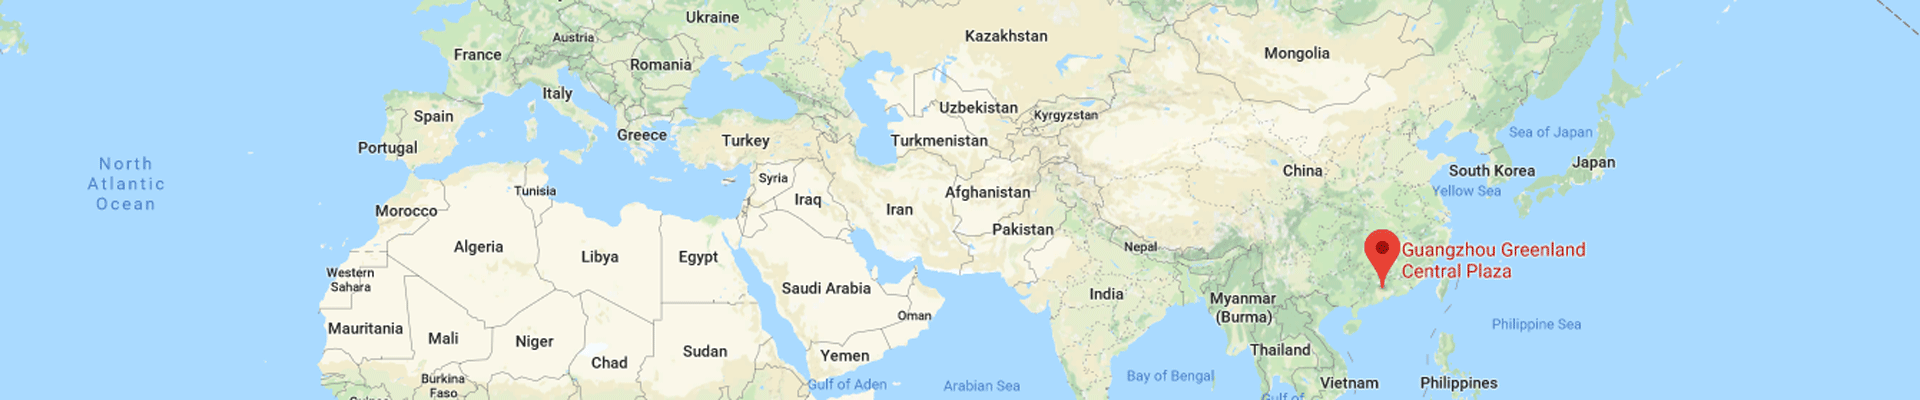 Ukraine
Austria
France
Kazakhstan
Mongolia
Romania
Italy
Uzbekistan
Kyrgyzstan
Spain
Greece
Turkey
Turkmenistan
Sea of Japan
Portugal
North
Atlantic
Ocean
China
South Korea
Japan
Syria
Tunisia
Afghanistan
Yellow Sea
Iraq
Iran
Morocco
Pakistan
Algeria
Nepal
Libya
Egypt
Guangzhou Greenland
Central Plaza
Western
Sahara
Saudi Arabia
India
Myanmar
(Burma)
Oman
Mauritania
Mali
Niger
Philippine Sea
Chad
Sudan
Yemen
Thailand
Burkina
Faso
Gulf of Aden
Arabian Sea
Bay of Bengal
Vietnam
Philippines
Gulf of